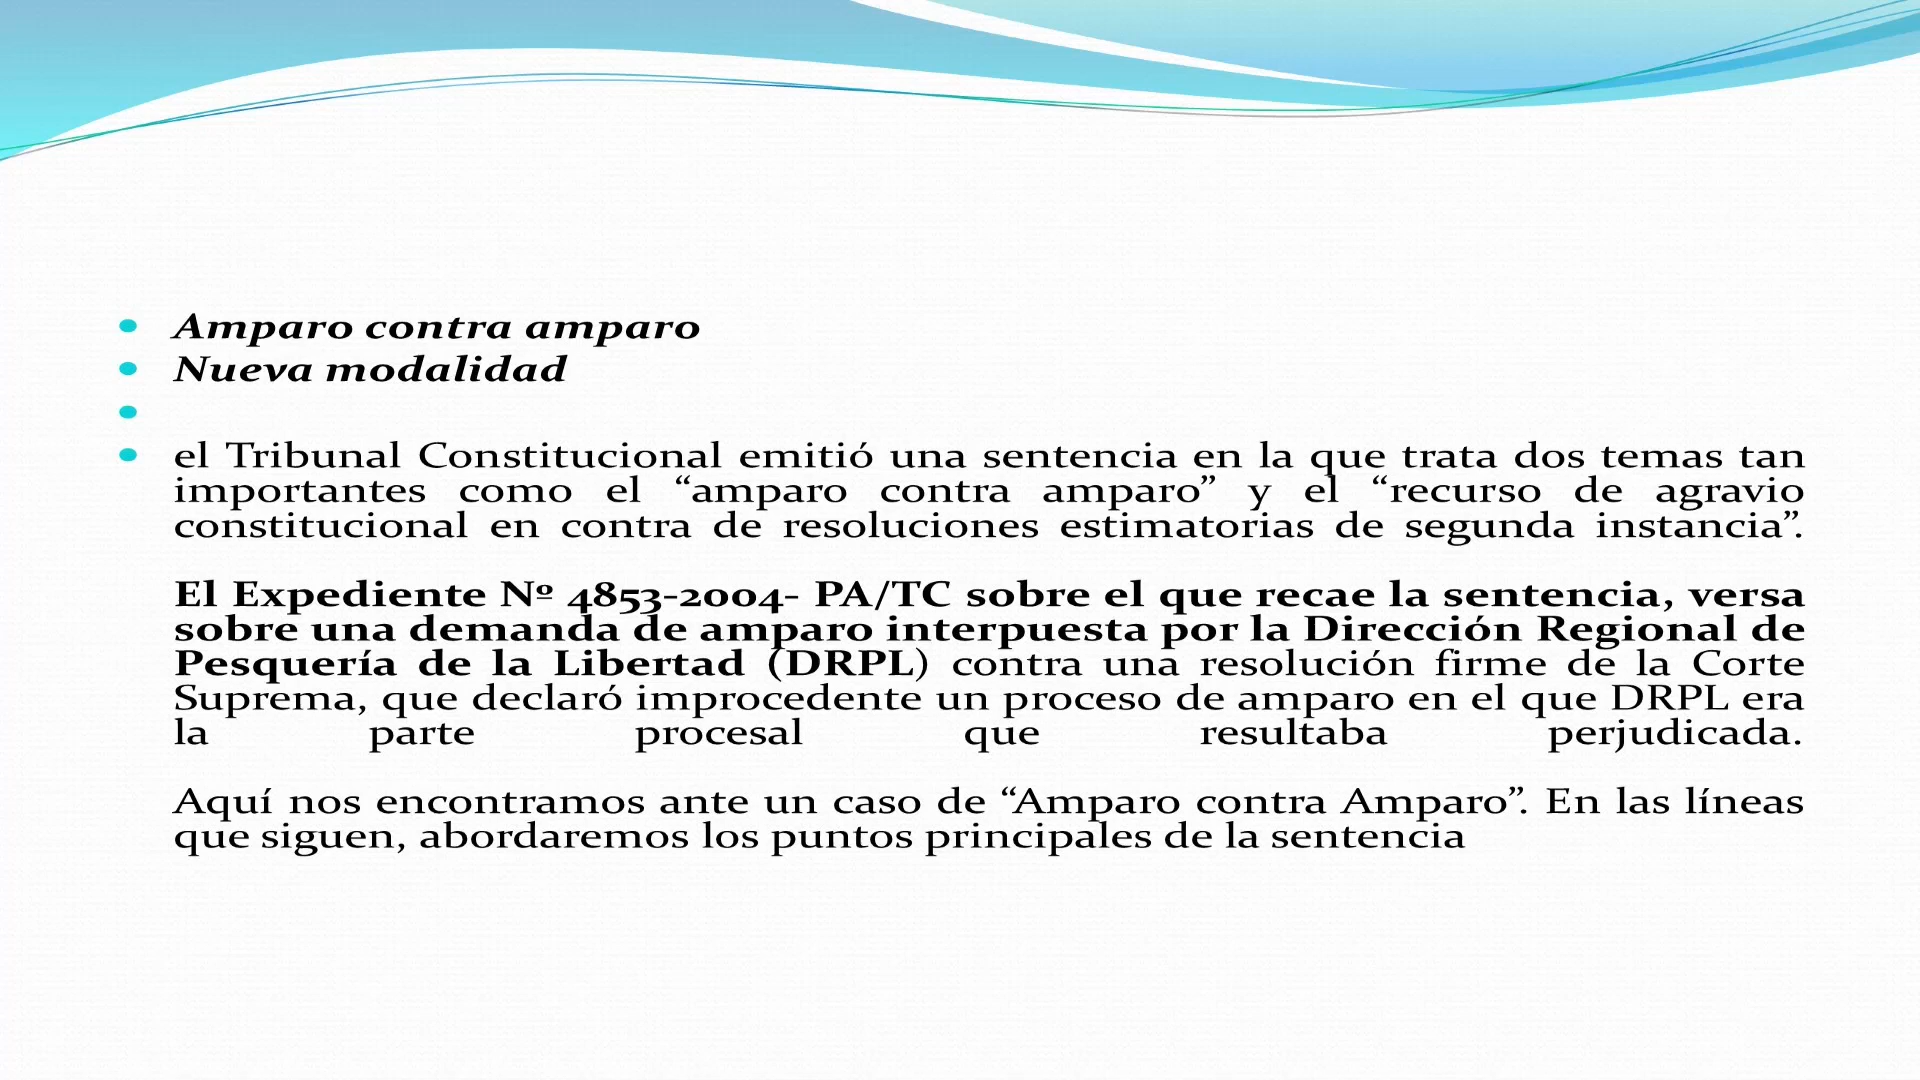 Amparo contra amparo
Nueva modalidad
el Tribunal Constitucional emitió una sentencia en la que trata dos temas tan
importantes como el “amparo contra amparo” y el “recurso de agravio
constitucional en contra de resoluciones estimatorias de segunda instancia”.
El Expediente Nº 4853-2004- PA/TC sobre el que recae la sentencia, versa
sobre una demanda de amparo interpuesta por la Dirección Regional de
Pesquería de la Libertad (DRPL) contra una resolución firme de la Corte
Suprema, que declaró improcedente un proceso de amparo en el que DRPL era
la parte procesal que resultaba perjudicada.
Aquí nos encontramos ante un caso de “Amparo contra Amparo”. En las líneas
que siguen, abordaremos los puntos principales de la sentencia